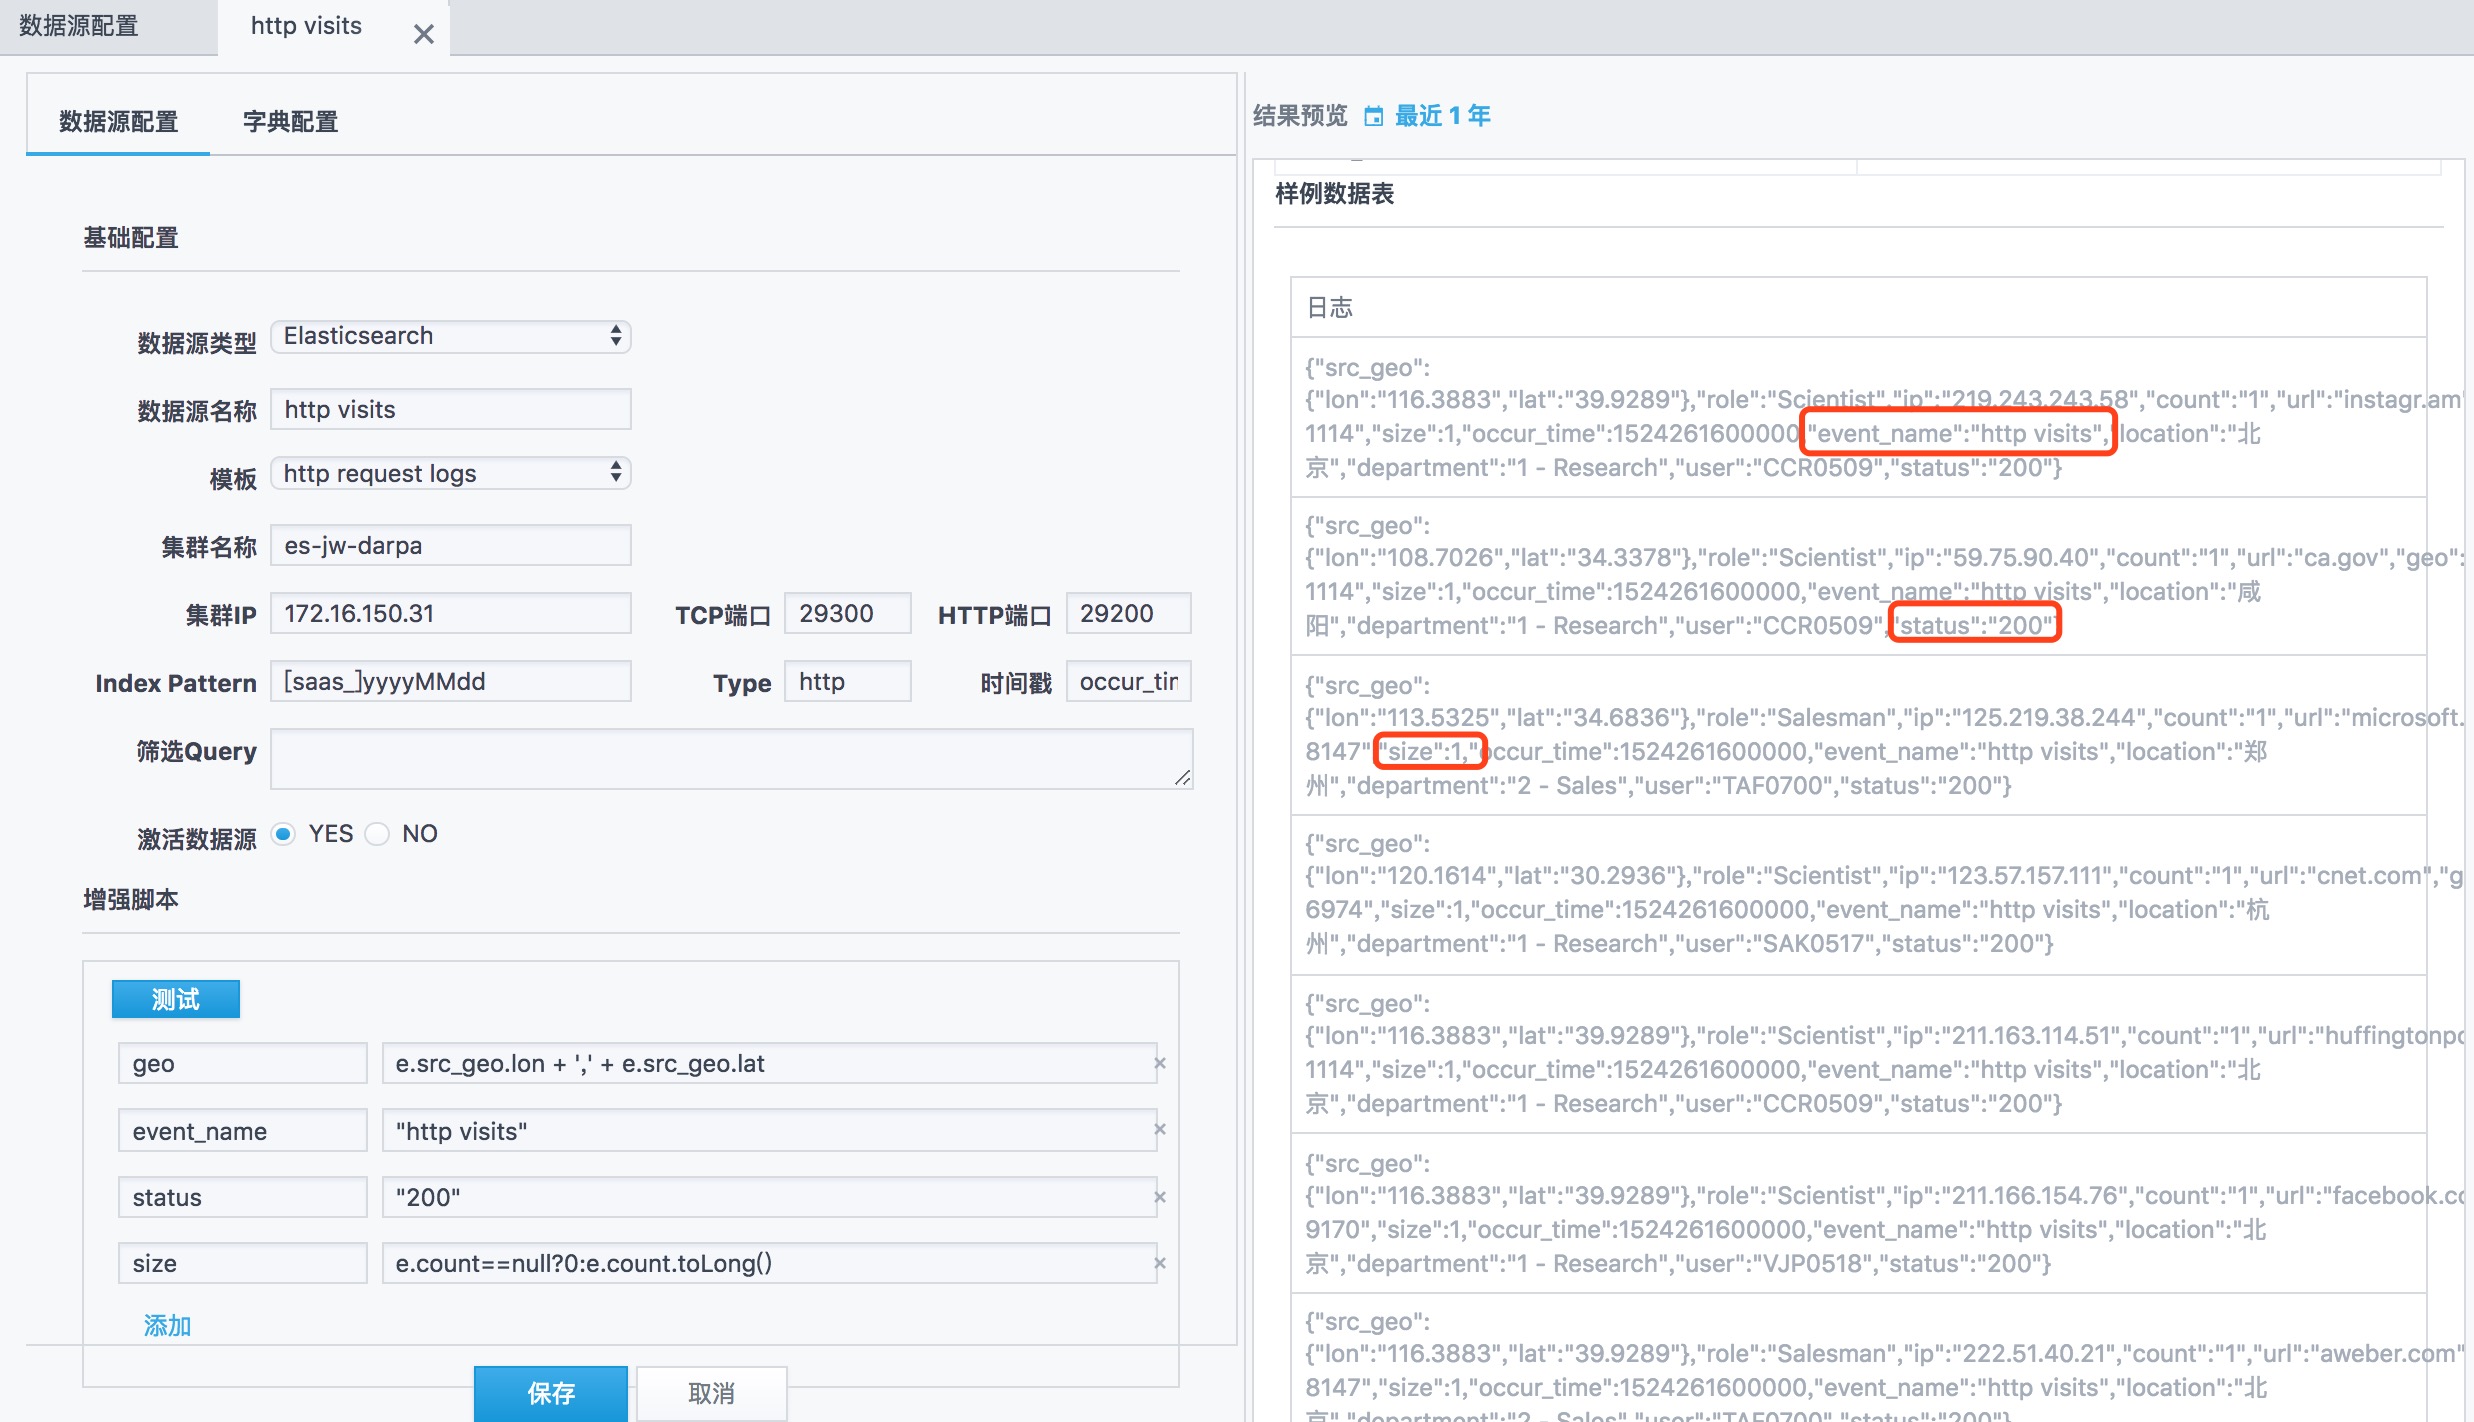 数据源配置
http visits
数据源配置
字典配置
基础配置
数据源类型
Elasticsearch
数据源名称
http visits
模板
http request logs
集群名称
es-jw-darpa
集群IP
172.16.150.31
TCP端口
29300
HTTP端口
29200
Index Pattern
[saas_]yyyyMMdd
Type
http
时间戳
occur_tin
筛选Query
激活数据源
YES
NO
增强脚本
测试
geo
e.src_geo.lon + ',' + e.src_geo.lat
×
event_name
"http visits"
×
status
"200"
×
size
e.count==null?0:e.count.toLong()
×
添加
保存
取消
结果预览
最近 1 年
样例数据表
日志
{"src_geo":
{"lon":"116.3883","lat":"39.9289"},"role":"Scientist","ip":"219.243.243.58","count":"1","url":"instagr.am"
1114","size":1,"occur_time":1524261600000,"event_name":"http visits","location":"北
京","department":"1 - Research","user":"CCR0509","status":"200"}
{"src_geo":
{"lon":"108.7026","lat":"34.3378"},"role":"Scientist","ip":"59.75.90.40","count":"1","url":"ca.gov","geo":
1114","size":1,"occur_time":1524261600000,"event_name":"http visits","location":"咸
阳","department":"1 - Research","user":"CCR0509","status":"200"}
{"src_geo":
{"lon":"113.5325","lat":"34.6836"},"role":"Salesman","ip":"125.219.38.244","count":"1","url":"microsoft.
8147","size":1,"occur_time":1524261600000,"event_name":"http visits","location":"郑
州","department":"2 - Sales","user":"TAF0700","status":"200"}
{"src_geo":
{"lon":"120.1614","lat":"30.2936"},"role":"Scientist","ip":"123.57.157.111","count":"1","url":"cnet.com","g
6974","size":1,"occur_time":1524261600000,"event_name":"http visits","location":"杭
州","department":"1 - Research","user":"SAK0517","status":"200"}
{"src_geo":
{"lon":"116.3883","lat":"39.9289"},"role":"Scientist","ip":"211.163.114.51","count":"1","url":"huffingtonpo
1114","size":1,"occur_time":1524261600000,"event_name":"http visits","location":"北
京","department":"1 - Research","user":"CCR0509","status":"200"}
{"src_geo":
{"lon":"116.3883","lat":"39.9289"},"role":"Scientist","ip":"211.166.154.76","count":"1","url":"facebook.co
9170","size":1,"occur_time":1524261600000,"event_name":"http visits","location":"北
京","department":"1 - Research","user":"VJP0518","status":"200"}
{"src_geo":
{"lon":"116.3883","lat":"39.9289"},"role":"Salesman","ip":"222.51.40.21","count":"1","url":"aweber.com"
8147","size":1,"occur_time":1524261600000,"event_name":"http visits","location":"北
京","department":"2 - Sales","user":"TAF0700","status":"200"}